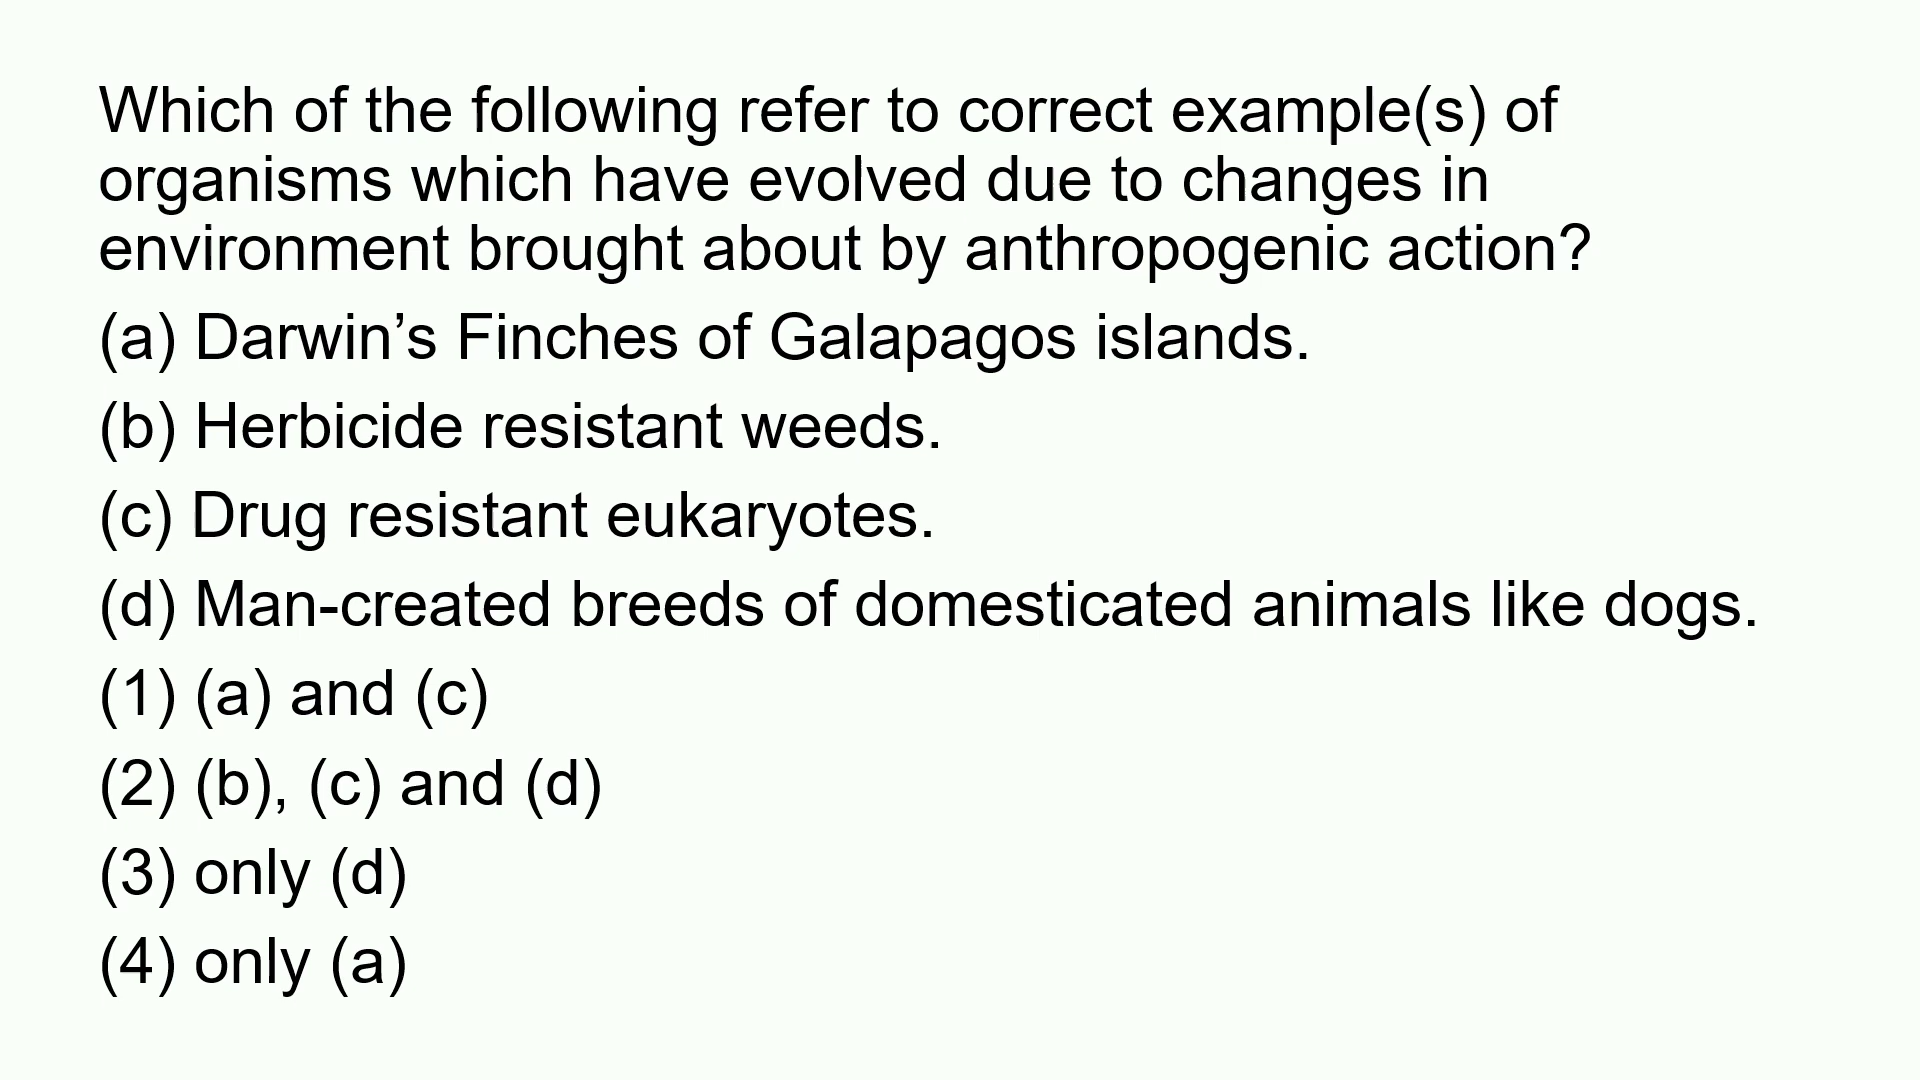 Which of the following refer to correct example(s) of
organisms which have evolved due to changes in
environment brought about by anthropogenic action?
(a) Darwin’s Finches of Galapagos islands.
(b) Herbicide resistant weeds.
(c) Drug resistant eukaryotes.
(d) Man-created breeds of domesticated animals like dogs.
(1) (a) and (c)
(2) (b), (c) and (d)
(3) only (d)
(4) only (a)